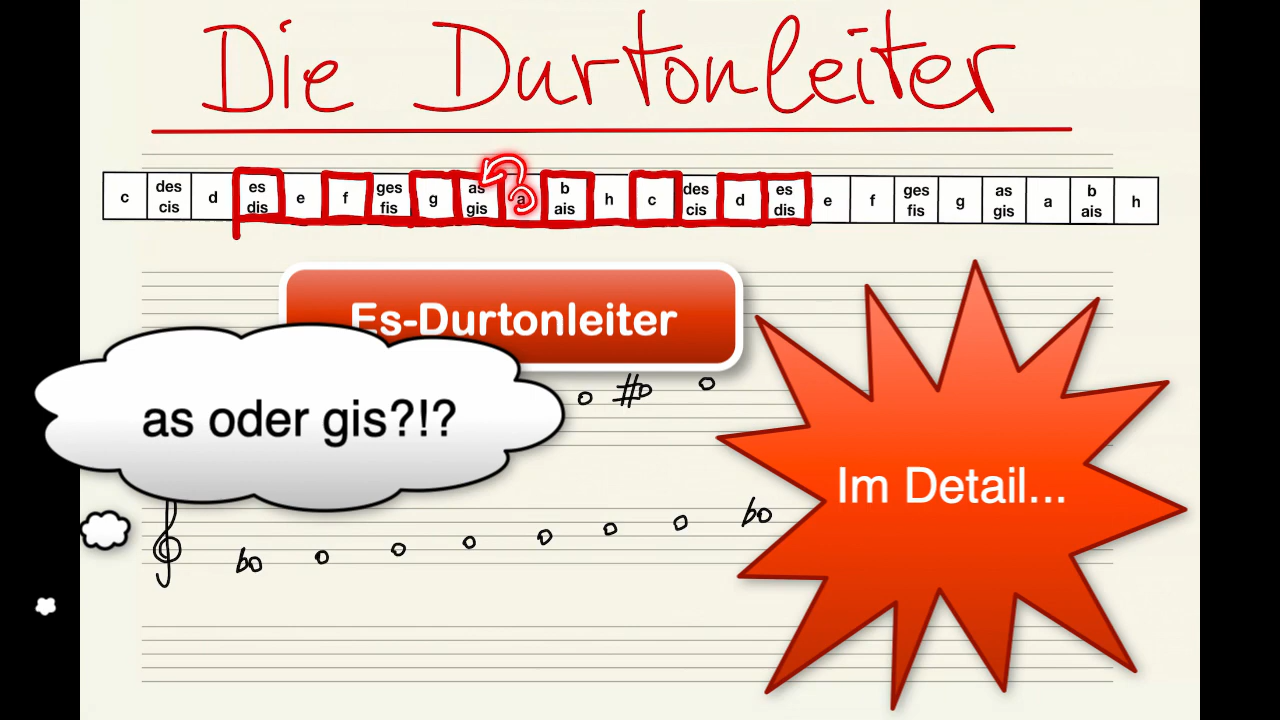 Die Durtonleiter
des es ges as b des es ges as b
c d e f g a h c d e f g a h
cis dis fis gis ais cis dis fis gis ais
Es-Durtonleiter
as oder gis?!?
Im Detail...